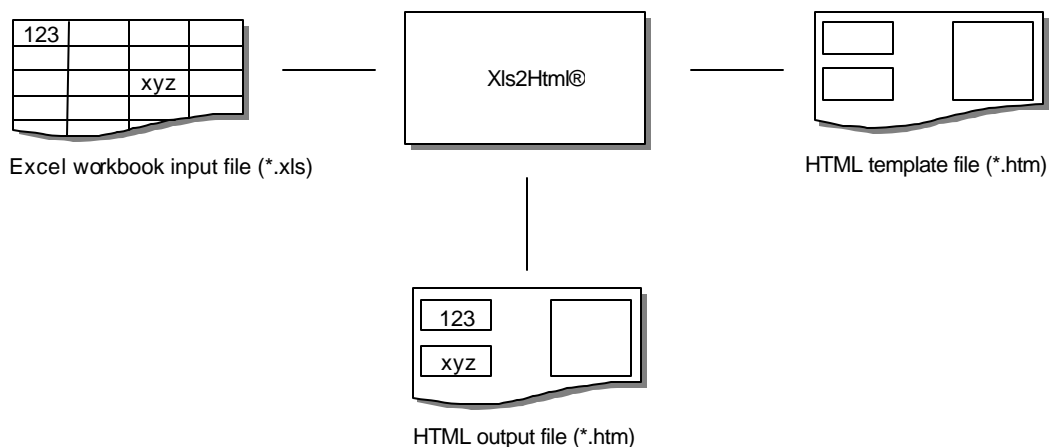 123
xyz
Excel workbook input file (*.xls)
Xls2Html®
HTML template file (*.htm)
123
xyz
HTML output file (*.htm)